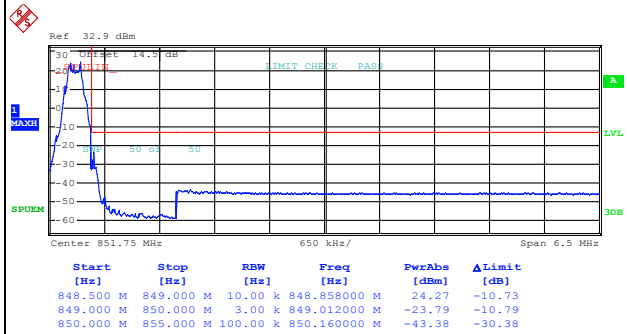 R S
Ref 32.9 dBm
30 Offset 14.5 dB
20 SPULIN_ LIMIT CHECK PASS
10 A
0
1
MAXH
-10 LVL
-20 SWP 50 of 50
-30
-40
-50
SPUEM 3DB
-60
Center 851.75 MHz 650 kHz/ Span 6.5 MHz
Start Stop RBW Freq PwrAbs ΔLimit
[Hz] [Hz] [Hz] [Hz] [dBm] [dB]
848.500 M 849.000 M 10.00 k 848.858000 M 24.27 -10.73
849.000 M 850.000 M 3.00 k 849.012000 M -23.79 -10.79
850.000 M 855.000 M 100.00 k 850.160000 M -43.38 -30.38